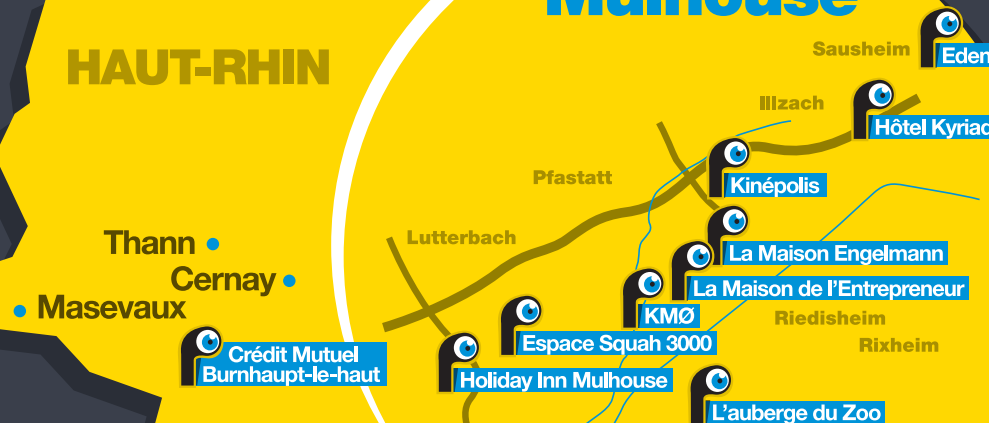 Mulhouse
HAUT-RHIN
Sausheim
Eden
Illzach
Hôtel Kyriad
Pfastatt
Kinépolis
Lutterbach
Thann
La Maison Engelmann
Cernay
La Maison de l'Entrepreneur
Masevaux
KMØ
Riedisheim
Espace Squah 3000
Rixheim
Crédit Mutuel
Burnhaupt-le-haut
Holiday Inn Mulhouse
L'auberge du Zoo